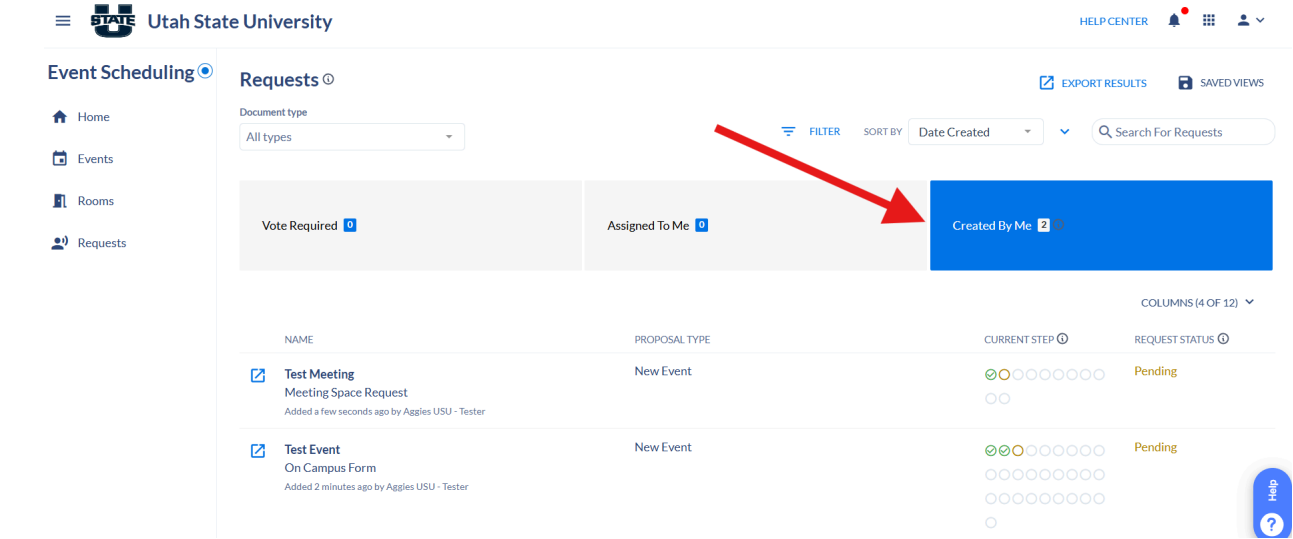 STATE
Utah State University
HELP CENTER
Event Scheduling
Home
Events
Rooms
Requests
Requests
EXPORT RESULTS
SAVED VIEWS
Document type
All types
FILTER
SORT BY
Date Created
Search For Requests
Vote Required 0
Assigned To Me 0
Created By Me 2
COLUMNS (4 OF 12)
NAME
PROPOSAL TYPE
CURRENT STEP
REQUEST STATUS
Test Meeting
Meeting Space Request
Added a few seconds ago by Aggies USU - Tester
New Event
Pending
Test Event
On Campus Form
Added 2 minutes ago by Aggies USU - Tester
New Event
Pending
Help
?